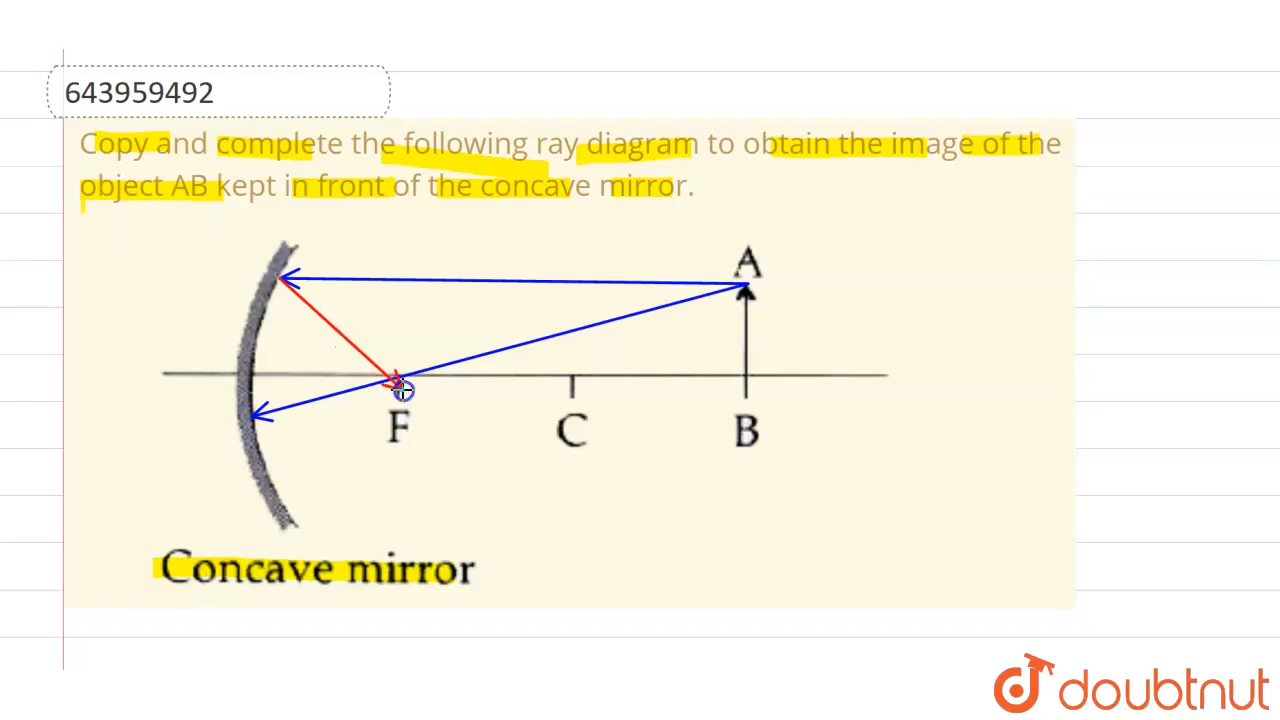 643959492
Copy and complete the following ray diagram to obtain the image of the
object AB kept in front of the concave mirror.
A
F
C
B
Concave mirror
doubtnut